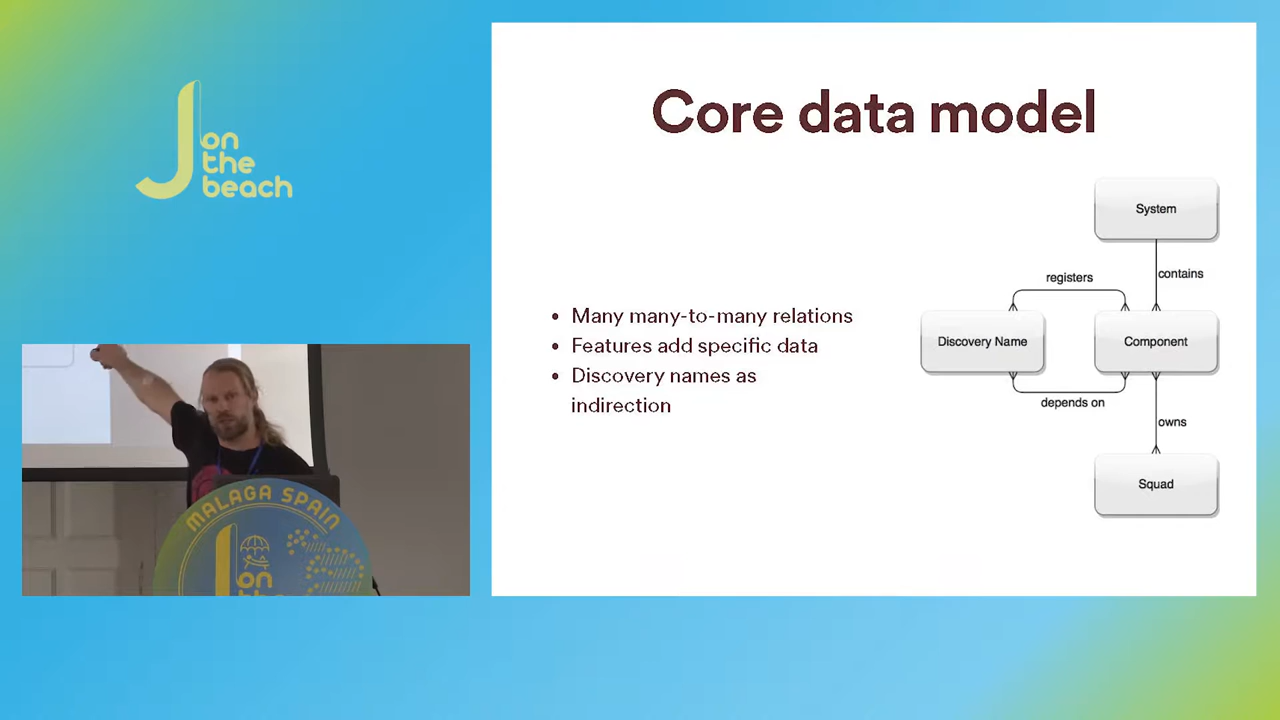 J on
the
beach
Core data model
Many many-to-many relations
Features add specific data
Discovery names as
indirection
System
contains
registers
Discovery Name
Component
depends on
owns
Squad
MALAGA SPAIN
on